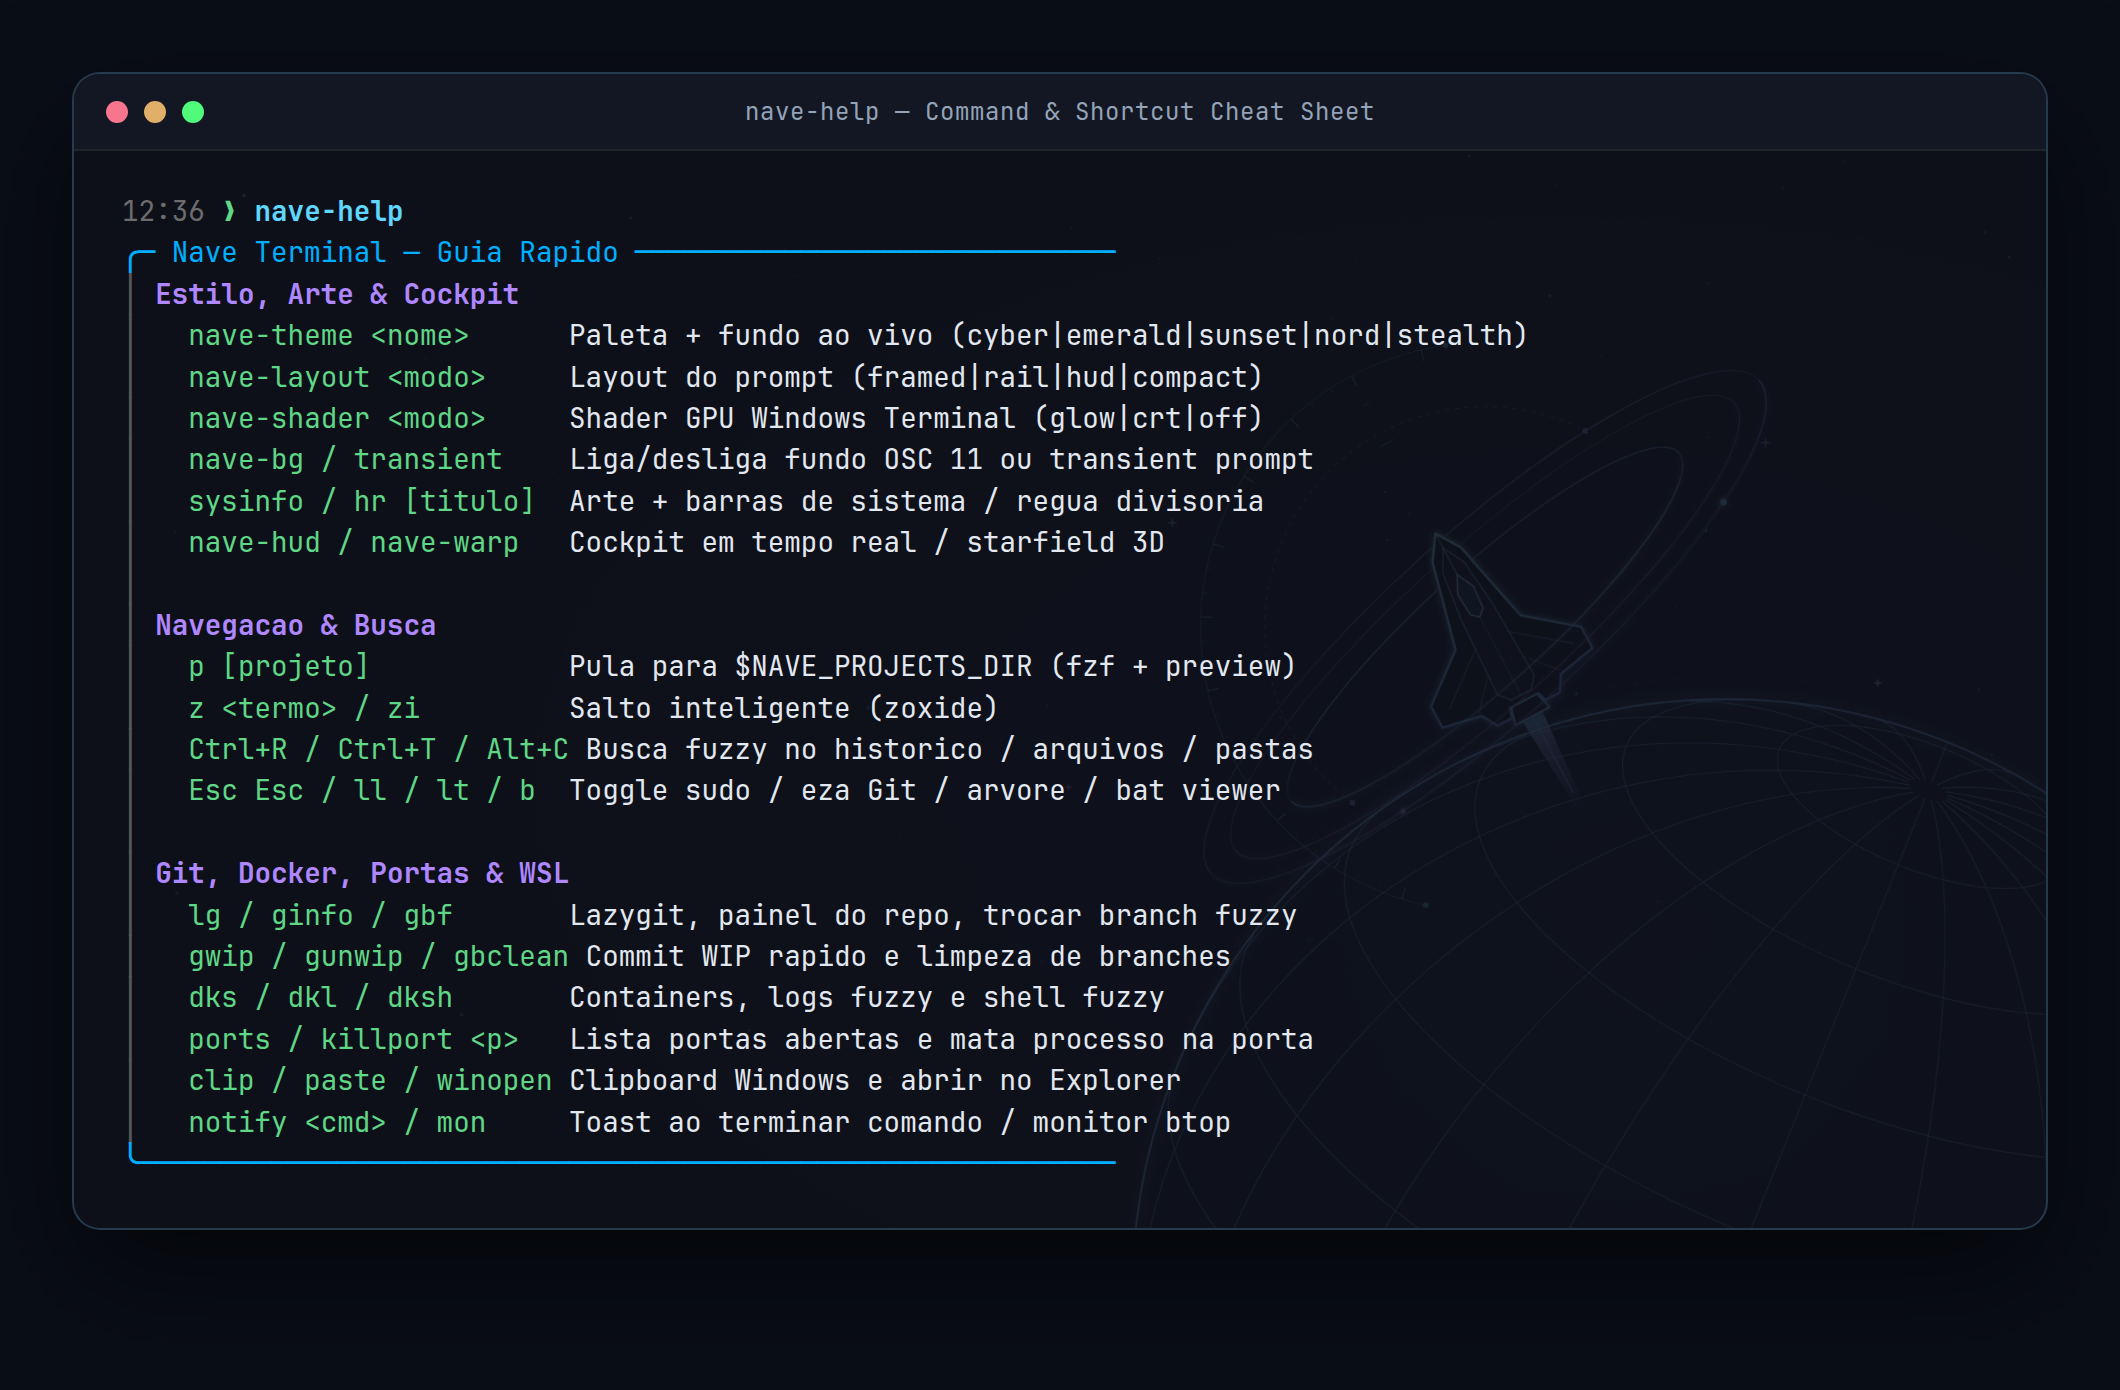 nave-help — Command & Shortcut Cheat Sheet
12:36 ❯ nave-help
Nave Terminal — Guia Rapido
Estilo, Arte & Cockpit
nave-theme <nome> Paleta + fundo ao vivo (cyber|emerald|sunset|nord|stealth)
nave-layout <modo> Layout do prompt (framed|rail|hud|compact)
nave-shader <modo> Shader GPU Windows Terminal (glow|crt|off)
nave-bg / transient Liga/desliga fundo OSC 11 ou transient prompt
sysinfo / hr [titulo] Arte + barras de sistema / regua divisoria
nave-hud / nave-warp Cockpit em tempo real / starfield 3D
Navegacao & Busca
p [projeto] Pula para $NAVE_PROJECTS_DIR (fzf + preview)
z <termo> / zi Salto inteligente (zoxide)
Ctrl+R / Ctrl+T / Alt+C Busca fuzzy no historico / arquivos / pastas
Esc Esc / ll / lt / b Toggle sudo / eza Git / arvore / bat viewer
Git, Docker, Portas & WSL
lg / ginfo / gbf Lazygit, painel do repo, trocar branch fuzzy
gwip / gunwip / gbclean Commit WIP rapido e limpeza de branches
dks / dkl / dksh Containers, logs fuzzy e shell fuzzy
ports / killport <p> Lista portas abertas e mata processo na porta
clip / paste / winopen Clipboard Windows e abrir no Explorer
notify <cmd> / mon Toast ao terminar comando / monitor btop